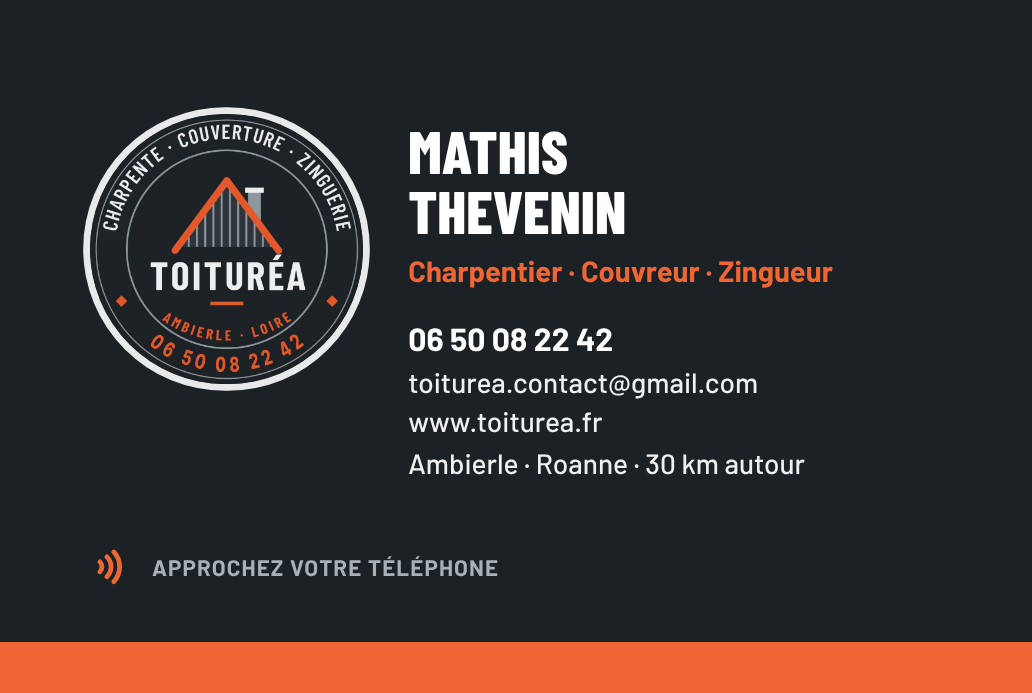 CHARPENTE · COUVERTURE · ZINGUERIE
TOITURÉA
AMBIERLE · LOIRE
06 50 08 22 42
MATHIS
THEVENIN
Charpentier · Couvreur · Zingueur
06 50 08 22 42
toiturea.contact@gmail.com
www.toiturea.fr
Ambierle · Roanne · 30 km autour
APPROCHEZ VOTRE TÉLÉPHONE